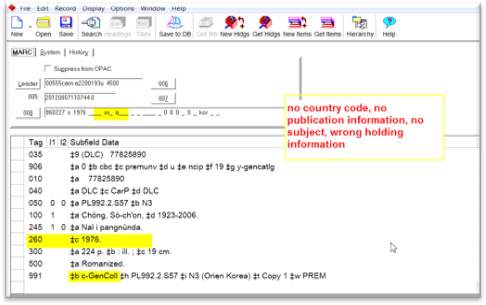 File Edit Record Display Options Window Help
New Open Save Search Headings Titles Save to DB Get Bib New Hldgs Get Hldgs New Items Get Items Hierarchy Help
MARC System History
Suppress from OPAC
Leader 00555cam a2200193u 4500 006
005 20120807110744.0 007
008 860227 s 1976 ___ xx_ a___ _ _ _ _ _ 0 0 0 _ 0 _ kor _ _
no country code, no
publication information, no
subject, wrong holding
information
Tag I1 I2 Subfield Data
035 ‡9 (DLC) 77825890
906 ‡a 0 ‡b cbc ‡c premunv ‡d u ‡e ncip ‡f 19 ‡g y-gencatlg
010 ‡a 77825890
040 ‡a DLC ‡c CarP ‡d DLC
050 0 0 ‡a PL992.2.S57 ‡b N3
100 1 ‡a Chŏng, Sŏ-ch'on, ‡d 1923-2006.
245 1 0 ‡a Nal i pangnŭnda.
260 ‡c 1976.
300 ‡a 224 p. ‡b : ill. ; ‡c 19 cm.
500 ‡a Romanized.
991 ‡b c-GenColl ‡h PL992.2.S57 ‡i N3 (Orien Korea) ‡t Copy 1 ‡w PREM